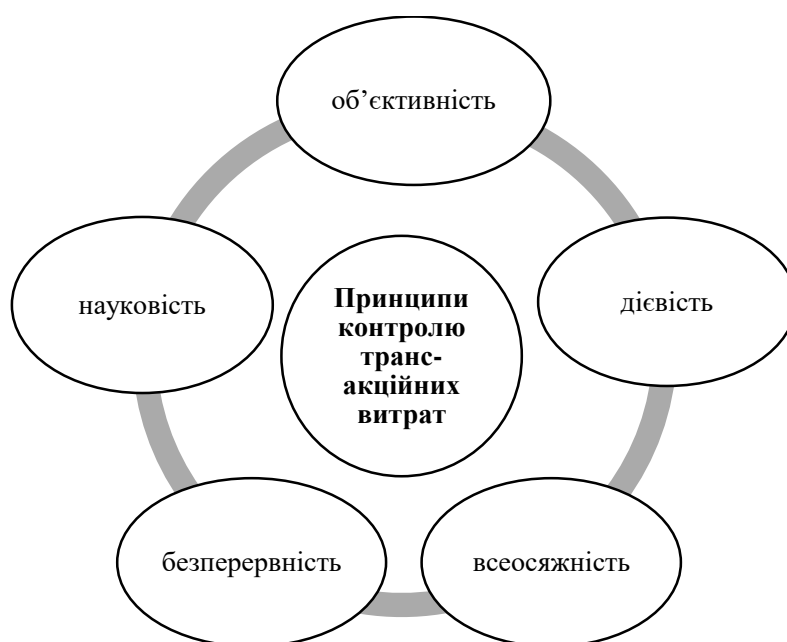 об’єктивність
науковість
Принципи
контролю
транс-
акційних
витрат
дієвість
безперервність
всеосяжність